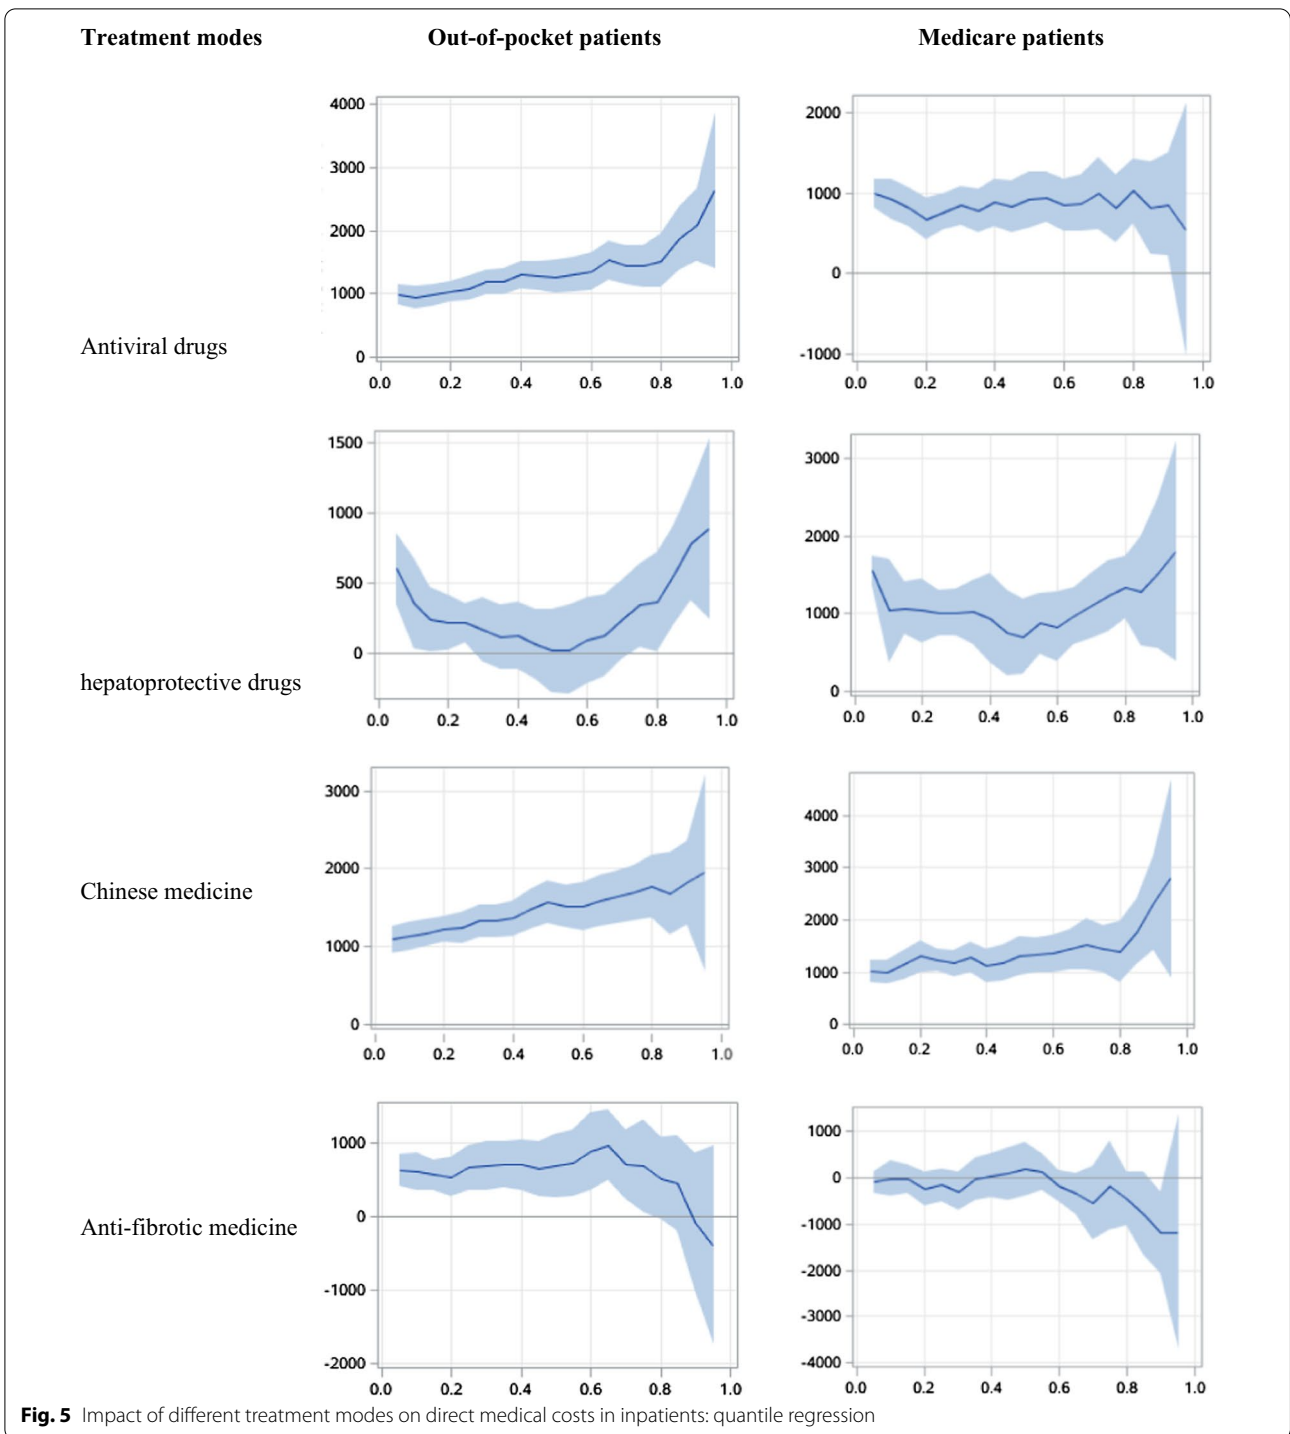 Treatment modes Out-of-pocket patients Medicare patients
4000
3000
2000
1000
0
0.0 0.2 0.4 0.6 0.8 1.0
2000
1000
0
-1000
0.0 0.2 0.4 0.6 0.8 1.0
Antiviral drugs
1500
1000
500
0
0.0 0.2 0.4 0.6 0.8 1.0
3000
2000
1000
0
0.0 0.2 0.4 0.6 0.8 1.0
hepatoprotective drugs
3000
2000
1000
0
0.0 0.2 0.4 0.6 0.8 1.0
4000
3000
2000
1000
0
0.0 0.2 0.4 0.6 0.8 1.0
Chinese medicine
1000
0
-1000
-2000
0.0 0.2 0.4 0.6 0.8 1.0
1000
0
-1000
-2000
-3000
-4000
0.0 0.2 0.4 0.6 0.8 1.0
Anti-fibrotic medicine
Fig. 5 Impact of different treatment modes on direct medical costs in inpatients: quantile regression